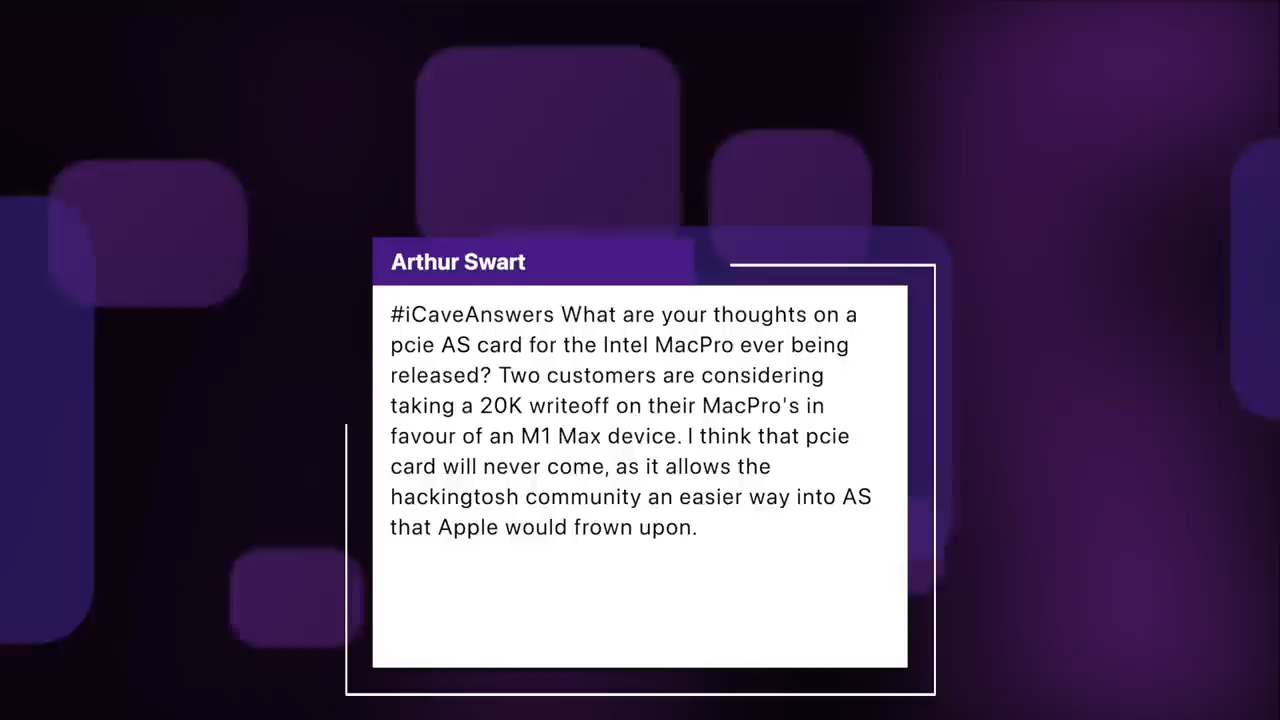 Arthur Swart
#iCaveAnswers What are your thoughts on a
pcie AS card for the Intel MacPro ever being
released? Two customers are considering
taking a 20K writeoff on their MacPro's in
favour of an M1 Max device. I think that pcie
card will never come, as it allows the
hackingtosh community an easier way into AS
that Apple would frown upon.